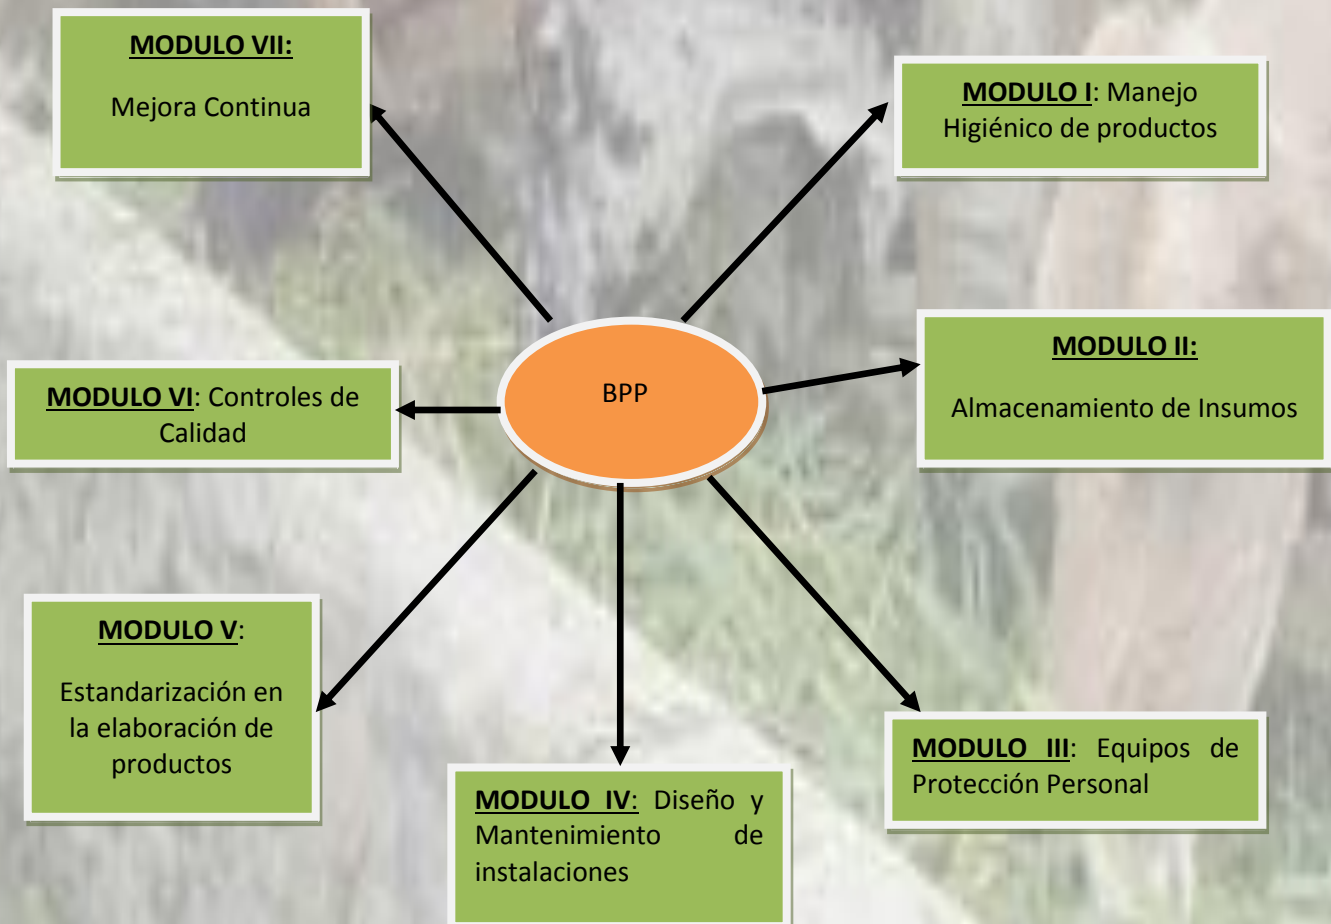 MODULO VII:
Mejora Continua
MODULO I: Manejo
Higiénico de productos
MODULO II:
Almacenamiento de Insumos
BPP
MODULO VI: Controles de
Calidad
MODULO V:
Estandarización en
la elaboración de
productos
MODULO IV: Diseño y
Mantenimiento de
instalaciones
MODULO III: Equipos de
Protección Personal